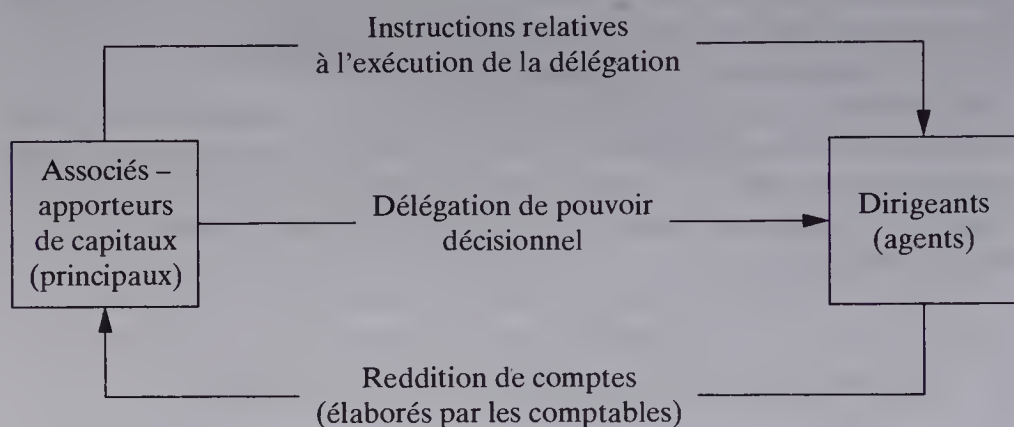 Instructions relatives
à l'exécution de la délégation
Associés –
apporteurs
de capitaux
(principaux)
Délégation de pouvoir
décisionnel
Dirigeants
(agents)
Reddition de comptes
(élaborés par les comptables)